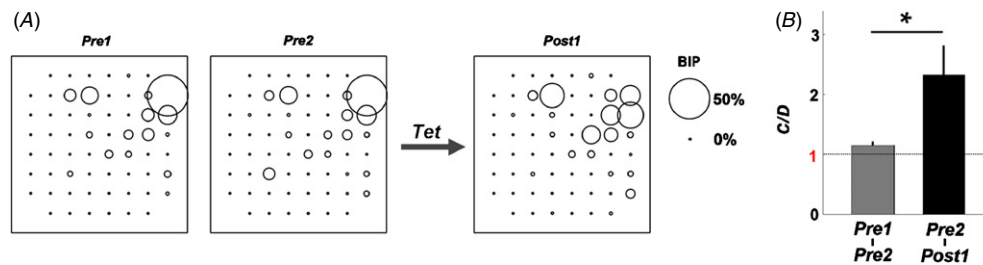 (A)
Pre1
Pre2
Post1
Tet
BIP
50%
0%
(B)
C/D
3
2
1
0
*
Pre1
Pre2
Pre2
Post1